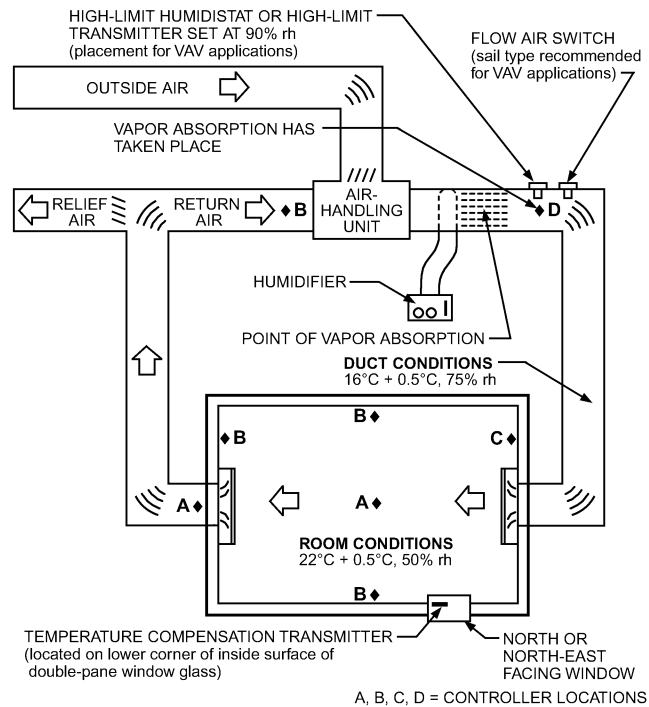 HIGH-LIMIT HUMIDISTAT OR HIGH-LIMIT
TRANSMITTER SET AT 90% rh
(placement for VAV applications)
FLOW AIR SWITCH
(sail type recommended
for VAV applications)
OUTSIDE AIR
VAPOR ABSORPTION HAS
TAKEN PLACE
RELIEF
AIR
RETURN
AIR
B
AIR-
HANDLING
UNIT
D
HUMIDIFIER
POINT OF VAPOR ABSORPTION
DUCT CONDITIONS
16°C + 0.5°C, 75% rh
B
B
C
A
A
ROOM CONDITIONS
22°C + 0.5°C, 50% rh
B
TEMPERATURE COMPENSATION TRANSMITTER
(located on lower corner of inside surface of
double-pane window glass)
NORTH OR
NORTH-EAST
FACING WINDOW
A, B, C, D = CONTROLLER LOCATIONS